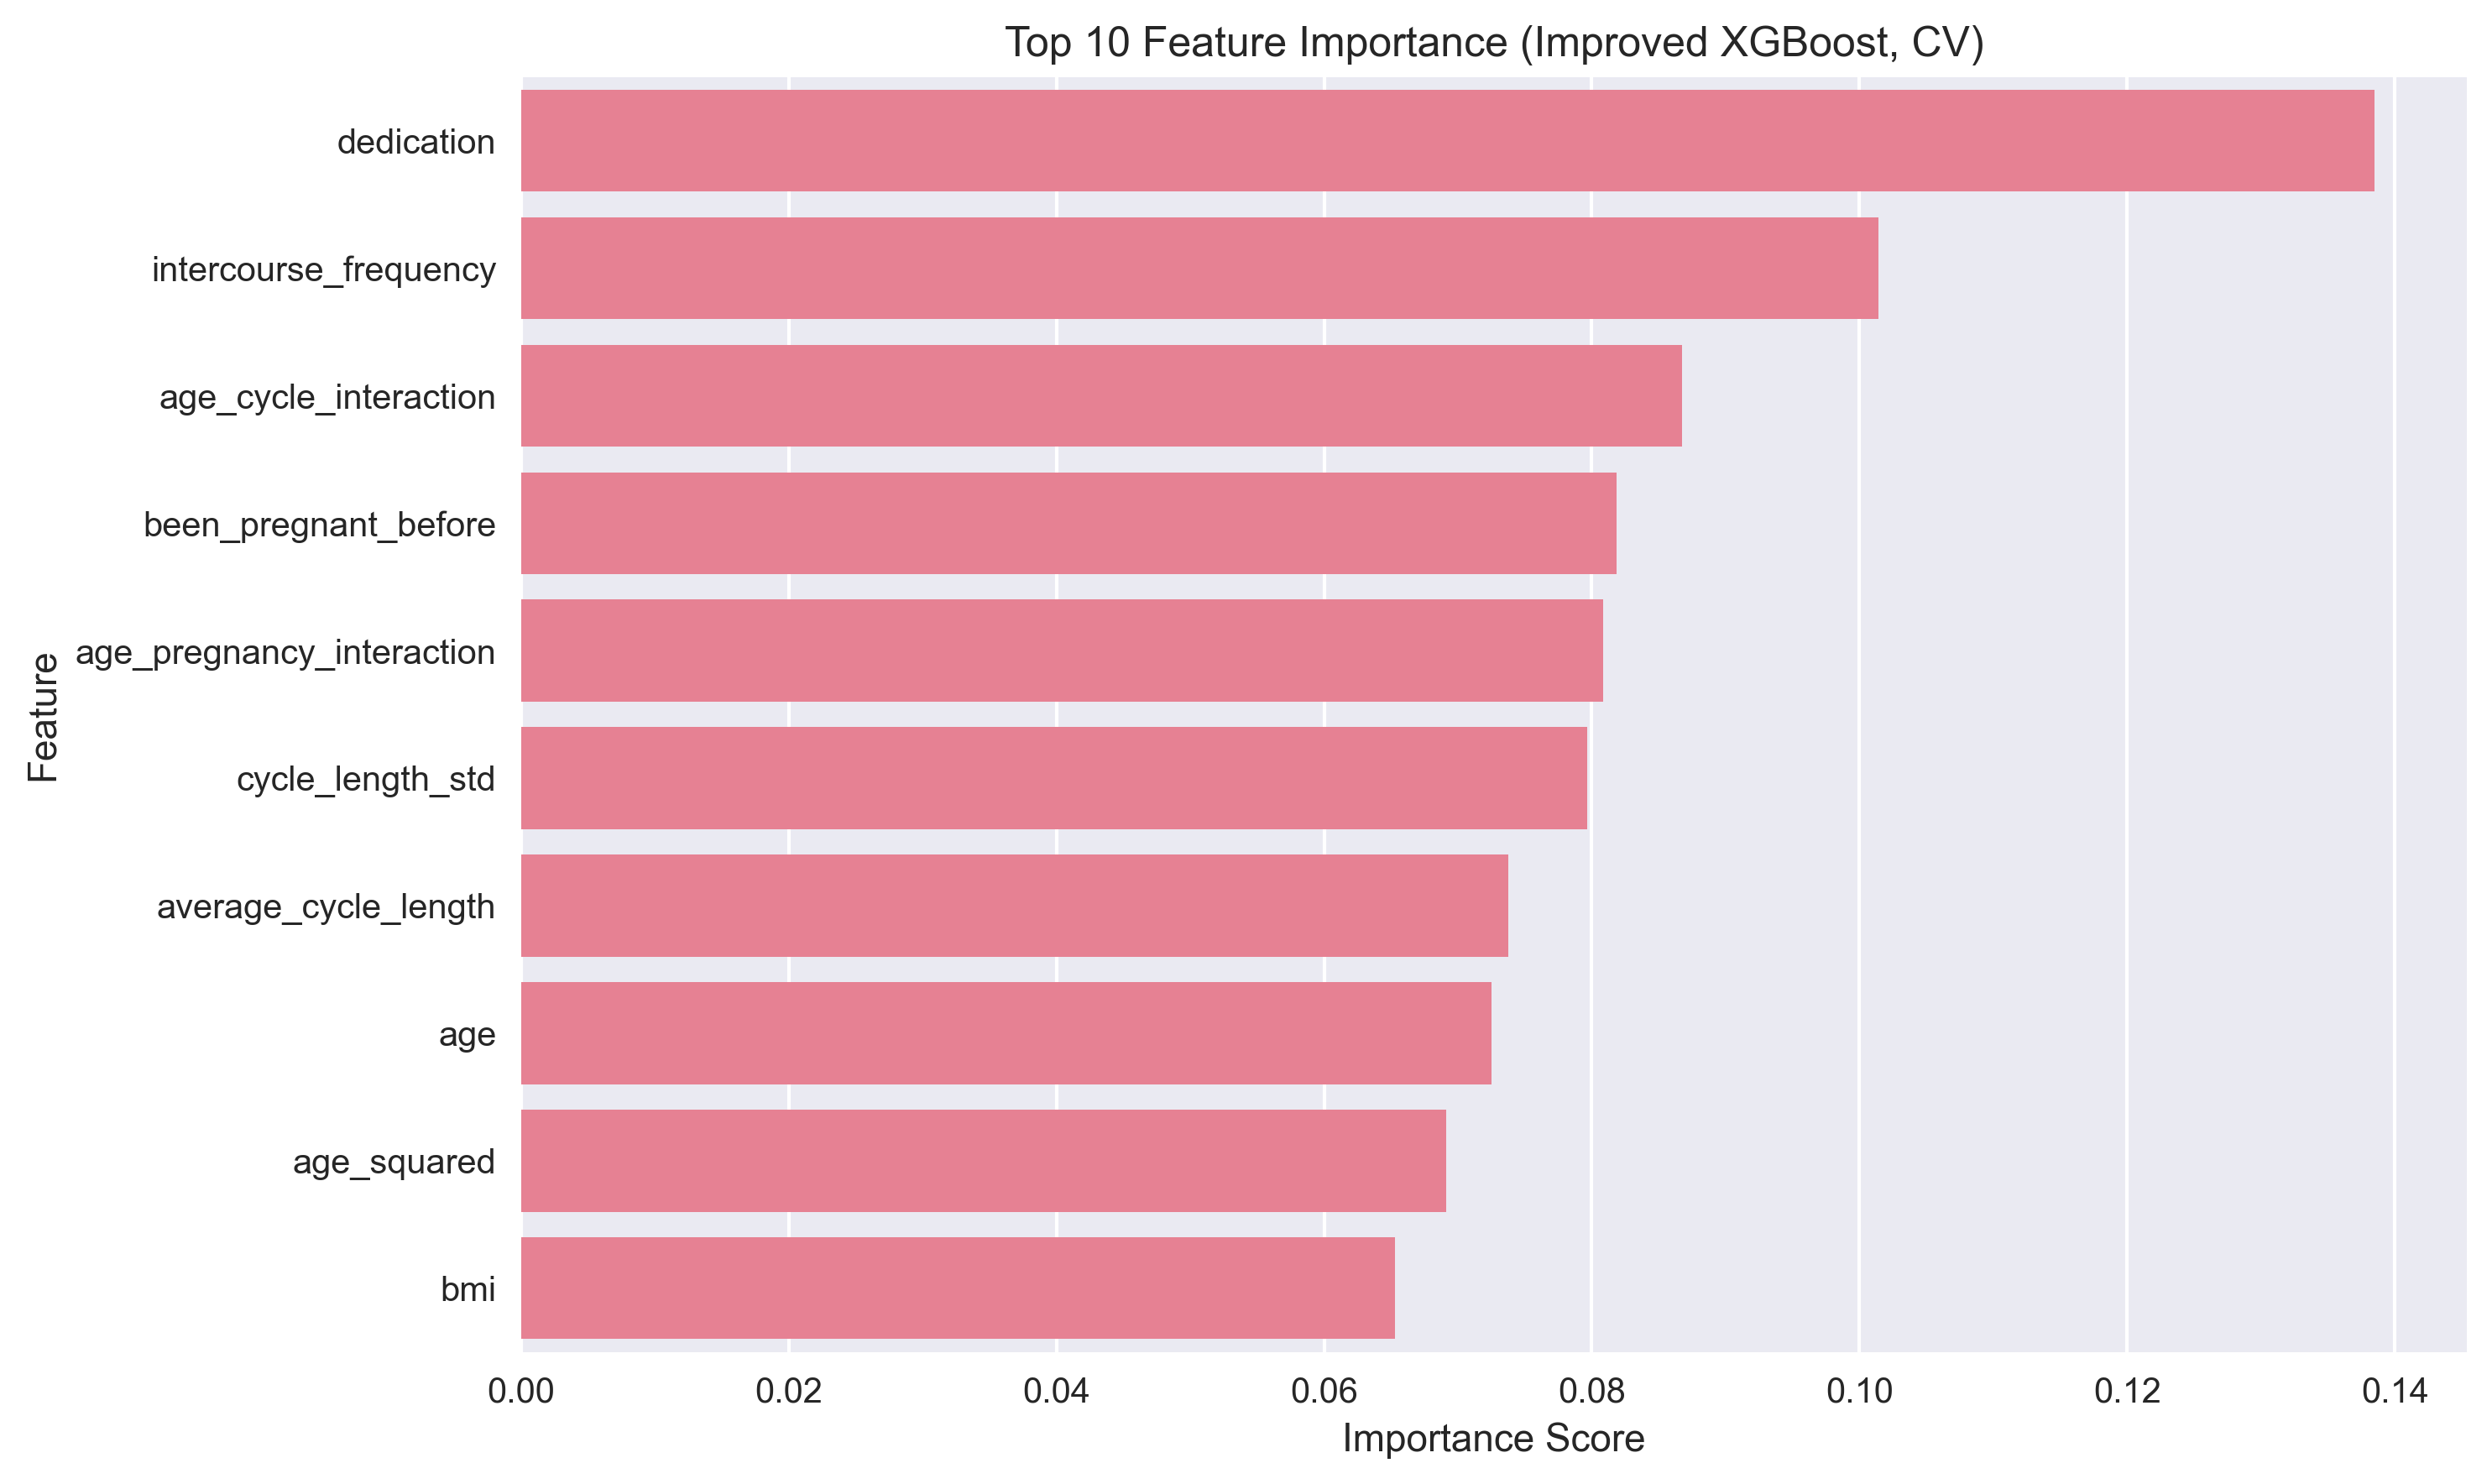 Top 10 Feature Importance (Improved XGBoost, CV)
Feature
dedication
intercourse_frequency
age_cycle_interaction
been_pregnant_before
age_pregnancy_interaction
cycle_length_std
average_cycle_length
age
age_squared
bmi
0.00 0.02 0.04 0.06 0.08 0.10 0.12 0.14
Importance Score